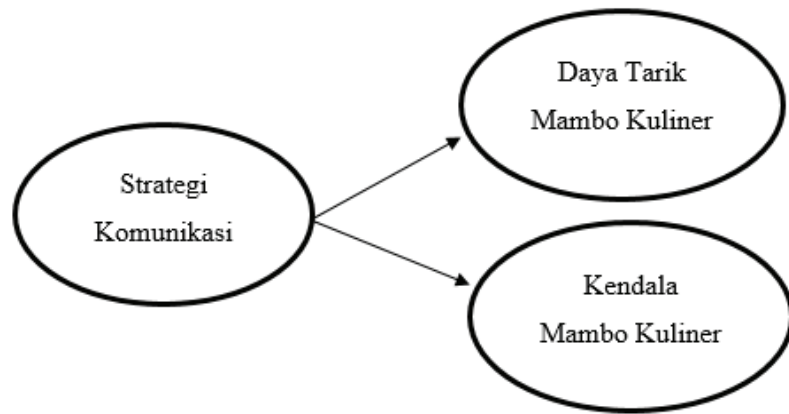 Daya Tarik
Mambo Kuliner
Strategi
Komunikasi
Kendala
Mambo Kuliner